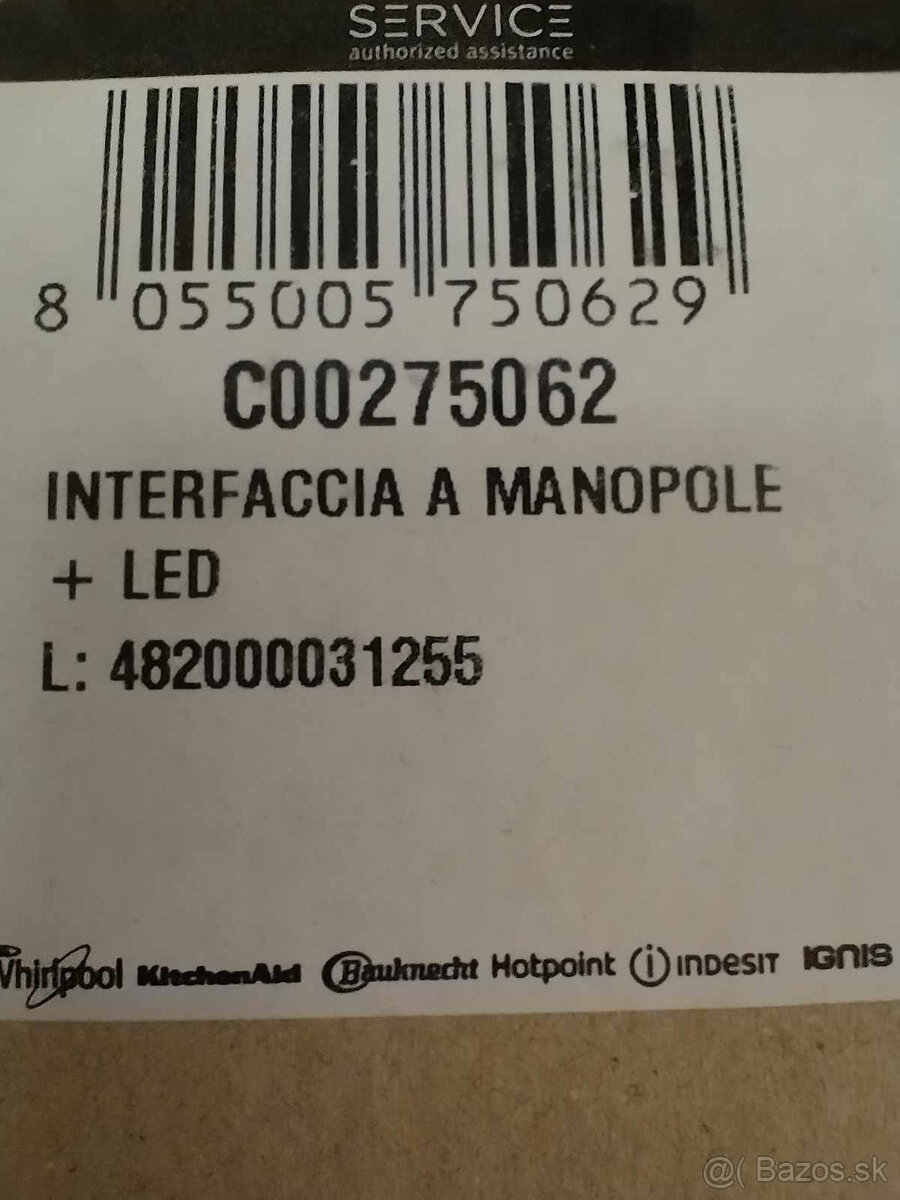 SERVICE
authorized assistance
8 055005 750629
C00275062
INTERFACCIA A MANOPOLE
+ LED
L: 482000031255
Whirlpool KitchenAid Bauknecht Hotpoint i INDESIT IGNIS
@( Bazos.sk